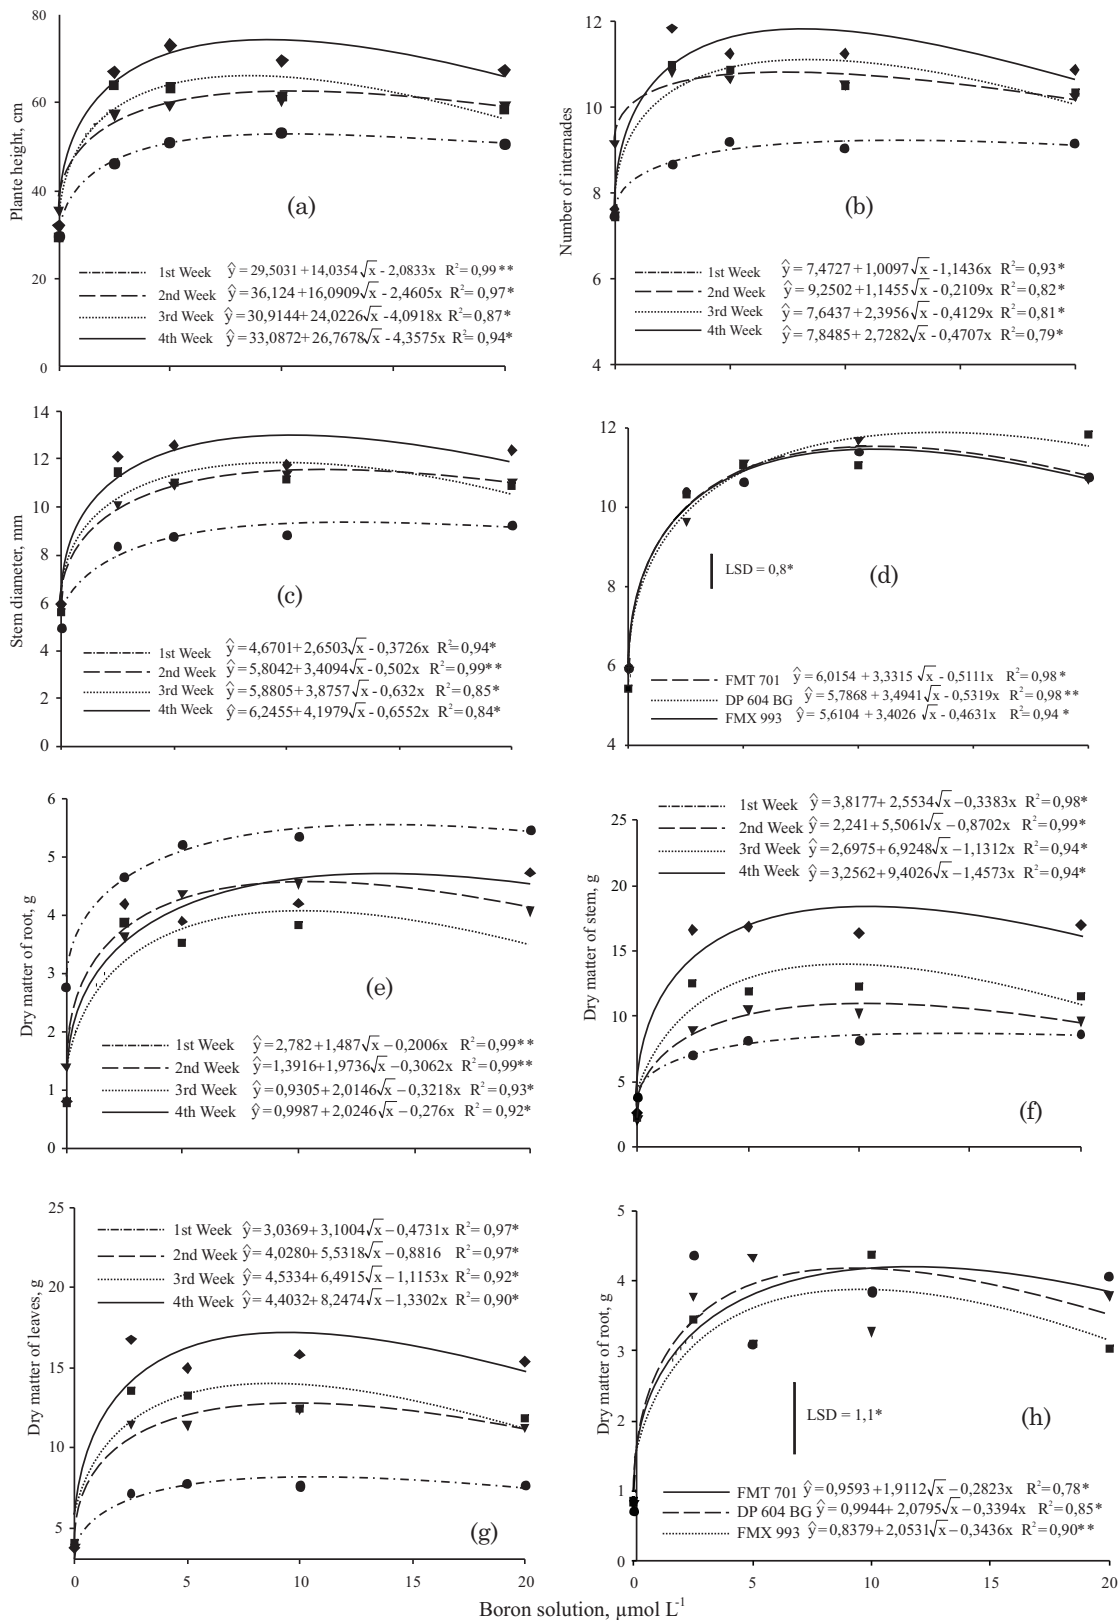 80
60
40
20
0
Plante height, cm
(a)
1st Week ŷ=29,5031+14,0354√x-2,0833x R²=0,99**
2nd Week ŷ=36,124+16,0909√x-2,4605x R²=0,97*
3rd Week ŷ=30,9144+24,0226√x-4,0918x R²=0,87*
4th Week ŷ=33,0872+26,7678√x-4,3575x R²=0,94*
12
10
8
6
4
Number of internades
(b)
1st Week ŷ=7,4727+1,0097√x-1,1436x R²=0,93*
2nd Week ŷ=9,2502+1,1455√x-0,2109x R²=0,82*
3rd Week ŷ=7,6437+2,3956√x-0,4129x R²=0,81*
4th Week ŷ=7,8485+2,7282√x-0,4707x R²=0,79*
14
12
10
8
6
4
2
0
Stem diameter, mm
(c)
1st Week ŷ=4,6701+2,6503√x-0,3726x R²=0,94*
2nd Week ŷ=5,8042+3,4094√x-0,502x R²=0,99**
3rd Week ŷ=5,8805+3,8757√x-0,632x R²=0,85*
4th Week ŷ=6,2455+4,1979√x-0,6552x R²=0,84*
12
10
8
6
4
LSD = 0,8*
(d)
FMT 701 ŷ=6,0154 + 3,3315 √x -0,5111x R²=0,98*
DP 604 BG ŷ=5,7868 + 3,4941√x -0,5319x R²=0,98**
FMX 993 ŷ=5,6104 + 3,4026 √x -0,4631x R²=0,94 *
6
5
4
3
2
1
0
Dry matter of root, g
(e)
1st Week ŷ=2,782+1,487√x-0,2006x R²=0,99**
2nd Week ŷ=1,3916+1,9736√x-0,3062x R²=0,99**
3rd Week ŷ=0,9305+2,0146√x-0,3218x R²=0,93*
4th Week ŷ=0,9987+2,0246√x-0,276x R²=0,92*
1st Week ŷ=3,8177+ 2,5534√x-0,3383x R²=0,98*
2nd Week ŷ=2,241+5,5061√x-0,8702x R²=0,99*
3rd Week ŷ=2,6975+6,9248√x-1,1312x R²=0,94*
4th Week ŷ=3,2562+9,4026√x-1,4573x R²=0,94*
25
20
15
10
5
0
Dry matter of stem, g
(f)
25
20
15
10
5
Dry matter of leaves, g
1st Week ŷ=3,0369+3,1004√x-0,4731x R²=0,97*
2nd Week ŷ=4,0280+5,5318√x-0,8816 R²=0,97*
3rd Week ŷ=4,5334+6,4915√x-1,1153x R²=0,92*
4th Week ŷ=4,4032+8,2474√x-1,3302x R²=0,90*
(g)
0 5 10 15 20
5
4
3
2
1
0
Dry matter of root, g
LSD = 1,1*
(h)
FMT 701 ŷ=0,9593+1,9112√x-0,2823x R²=0,78*
DP 604 BG ŷ=0,9944+2,0795√x-0,3394x R²=0,85*
FMX 993 ŷ=0,8379+2,0531√x-0,3436x R²=0,90**
0 5 10 15 20
Boron solution, μmol L⁻¹